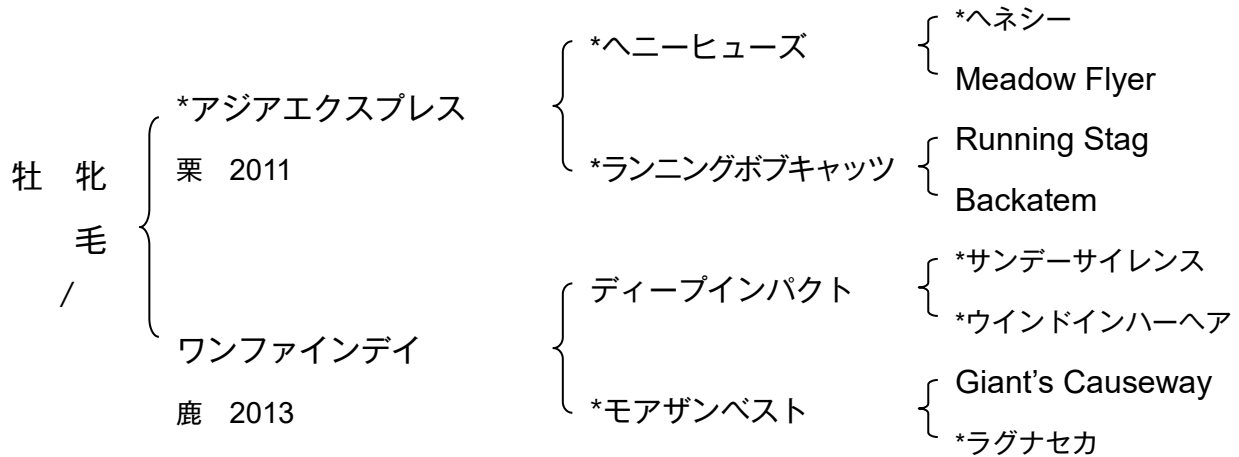 牡 牝
毛
/
*アジアエクスプレス
栗 2011
ワンファインデイ
鹿 2013
*ヘニーヒューズ
*ランニングボブキャッツ
ディープインパクト
*モアザンベスト
*ヘネシー
Meadow Flyer
Running Stag
Backatem
*サンデーサイレンス
*ウインドインハーヘア
Giant’s Causeway
*ラグナセカ